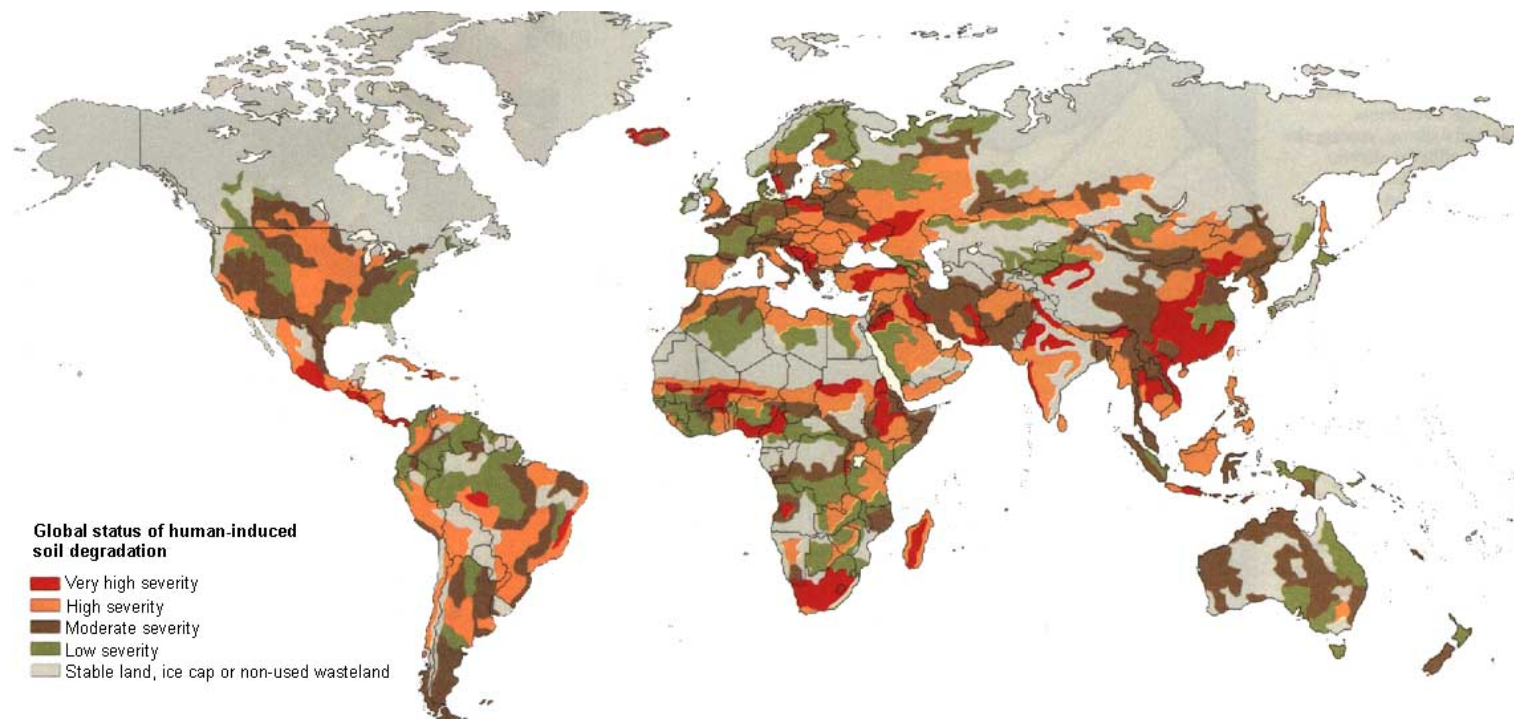 Global status of human-induced
soil degradation
Very high severity
High severity
Moderate severity
Low severity
Stable land, ice cap or non-used wasteland